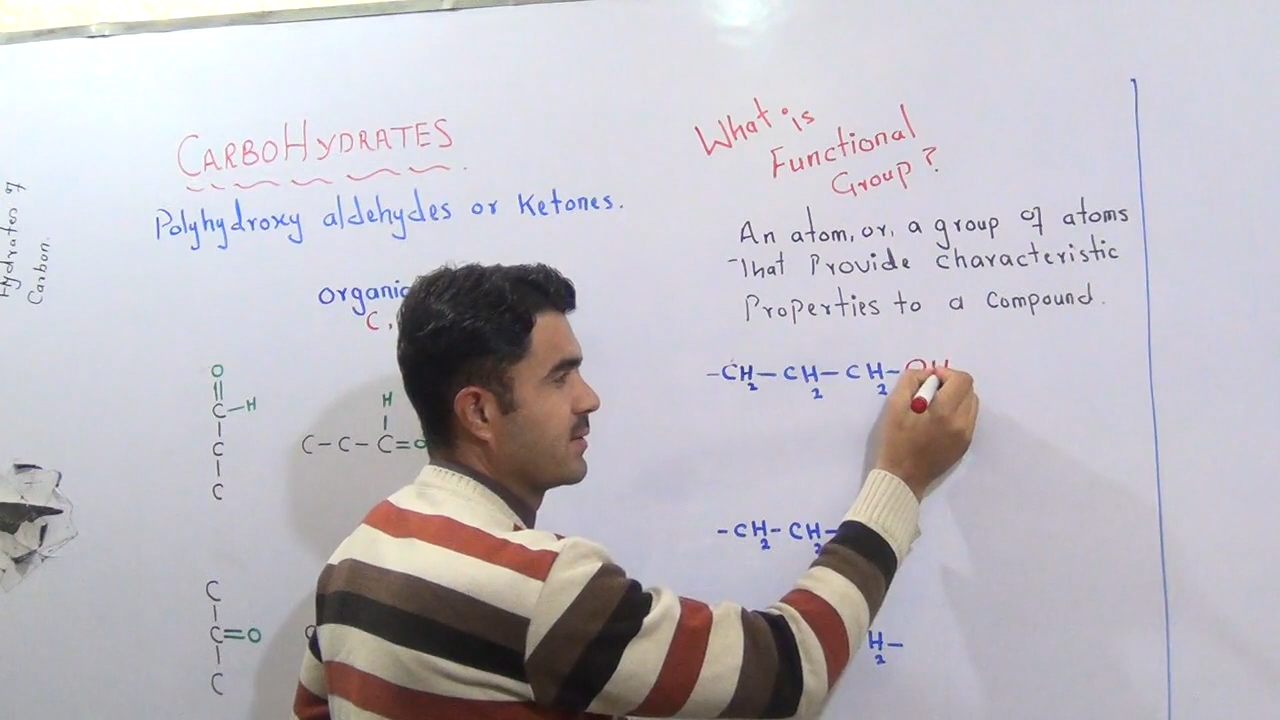 Hydrates of
Carbon.
CARBOHYDRATES
Polyhydroxy aldehydes or Ketones.
organic
C,
O
||
C-H
|
C
|
C
H
|
C-C-C=O
C
|
C=O
|
C
What is
Functional
Group?
An atom, or, a group of atoms
That Provide characteristic
Properties to a Compound.
-CH2-CH2-CH2-OH
-CH2-CH2-
H2-